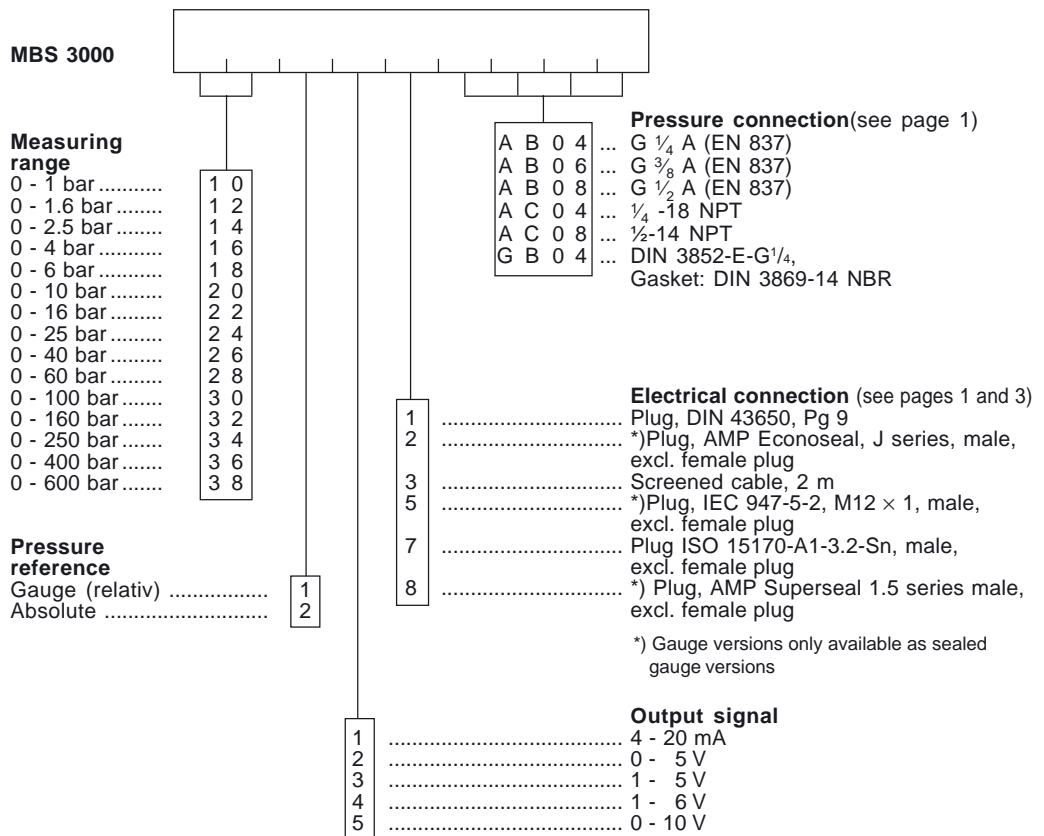 MBS 3000
Pressure connection(see page 1)
A B 0 4 ... G 1/4 A (EN 837)
A B 0 6 ... G 3/8 A (EN 837)
A B 0 8 ... G 1/2 A (EN 837)
A C 0 4 ... 1/4 -18 NPT
A C 0 8 ... ½-14 NPT
G B 0 4 ... DIN 3852-E-G1/4,
Gasket: DIN 3869-14 NBR
Measuring
range
0 - 1 bar ........... 1 0
0 - 1.6 bar ........ 1 2
0 - 2.5 bar ........ 1 4
0 - 4 bar ........... 1 6
0 - 6 bar ........... 1 8
0 - 10 bar ......... 2 0
0 - 16 bar ......... 2 2
0 - 25 bar ......... 2 4
0 - 40 bar ......... 2 6
0 - 60 bar ......... 2 8
0 - 100 bar ....... 3 0
0 - 160 bar ....... 3 2
0 - 250 bar ....... 3 4
0 - 400 bar ....... 3 6
0 - 600 bar ....... 3 8
Electrical connection (see pages 1 and 3)
1 ............................... Plug, DIN 43650, Pg 9
2 ............................... *)Plug, AMP Econoseal, J series, male,
excl. female plug
3 ............................... Screened cable, 2 m
5 ............................... *)Plug, IEC 947-5-2, M12 × 1, male,
excl. female plug
7 ............................... Plug ISO 15170-A1-3.2-Sn, male,
excl. female plug
8 ............................... *) Plug, AMP Superseal 1.5 series male,
excl. female plug
*) Gauge versions only available as sealed
gauge versions
Pressure
reference
Gauge (relativ) ................. 1
Absolute ............................ 2
Output signal
1 ........................................ 4 - 20 mA
2 ........................................ 0 - 5 V
3 ........................................ 1 - 5 V
4 ........................................ 1 - 6 V
5 ........................................ 0 - 10 V